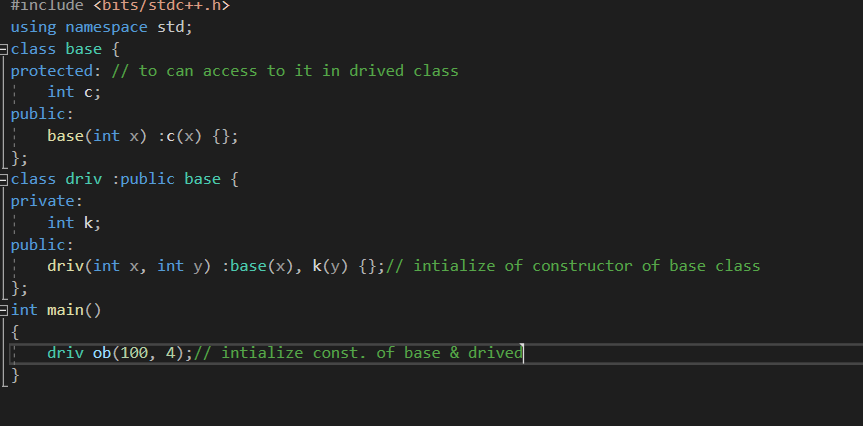 #include <bits/stdc++.h>
using namespace std;
class base {
protected: // to can access to it in drived class
    int c;
public:
    base(int x) :c(x) {};
};
class driv :public base {
private:
    int k;
public:
    driv(int x, int y) :base(x), k(y) {};// intialize of constructor of base class
};
int main()
{
    driv ob(100, 4);// intialize const. of base & drived
}